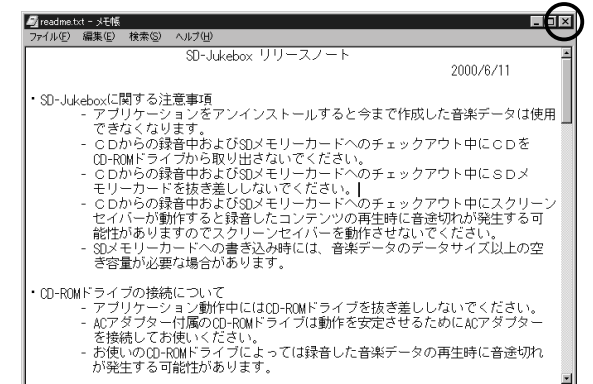 readme.txt - メモ帳
ファイル(F) 編集(E) 検索(S) ヘルプ(H)
SD-Jukebox リリースノート
2000/6/11
・SD-Jukeboxに関する注意事項
- アプリケーションをアンインストールすると今まで作成した音楽データは使用
できなくなります。
- ＣＤからの録音中およびSDメモリーカードへのチェックアウト中にＣＤを
CD-ROMドライブから取り出さないでください。
- ＣＤからの録音中およびSDメモリーカードへのチェックアウト中にＳＤメ
モリーカードを抜き差ししないでください。
- ＣＤからの録音中およびSDメモリーカードへのチェックアウト中にスクリーン
セイバーが動作すると録音したコンテンツの再生時に音途切れが発生する可
能性がありますのでスクリーンセイバーを動作させないでください。
- SDメモリーカードへの書き込み時には、音楽データのデータサイズ以上の空
き容量が必要な場合があります。
・CD-ROMドライブの接続について
- アプリケーション動作中にはCD-ROMドライブを抜き差ししないでください。
- ACアダプター付属のCD-ROMドライブは動作を安定させるためにACアダプター
を接続してお使いください。
- お使いのCD-ROMドライブによっては録音した音楽データの再生時に音途切れ
が発生する可能性があります。